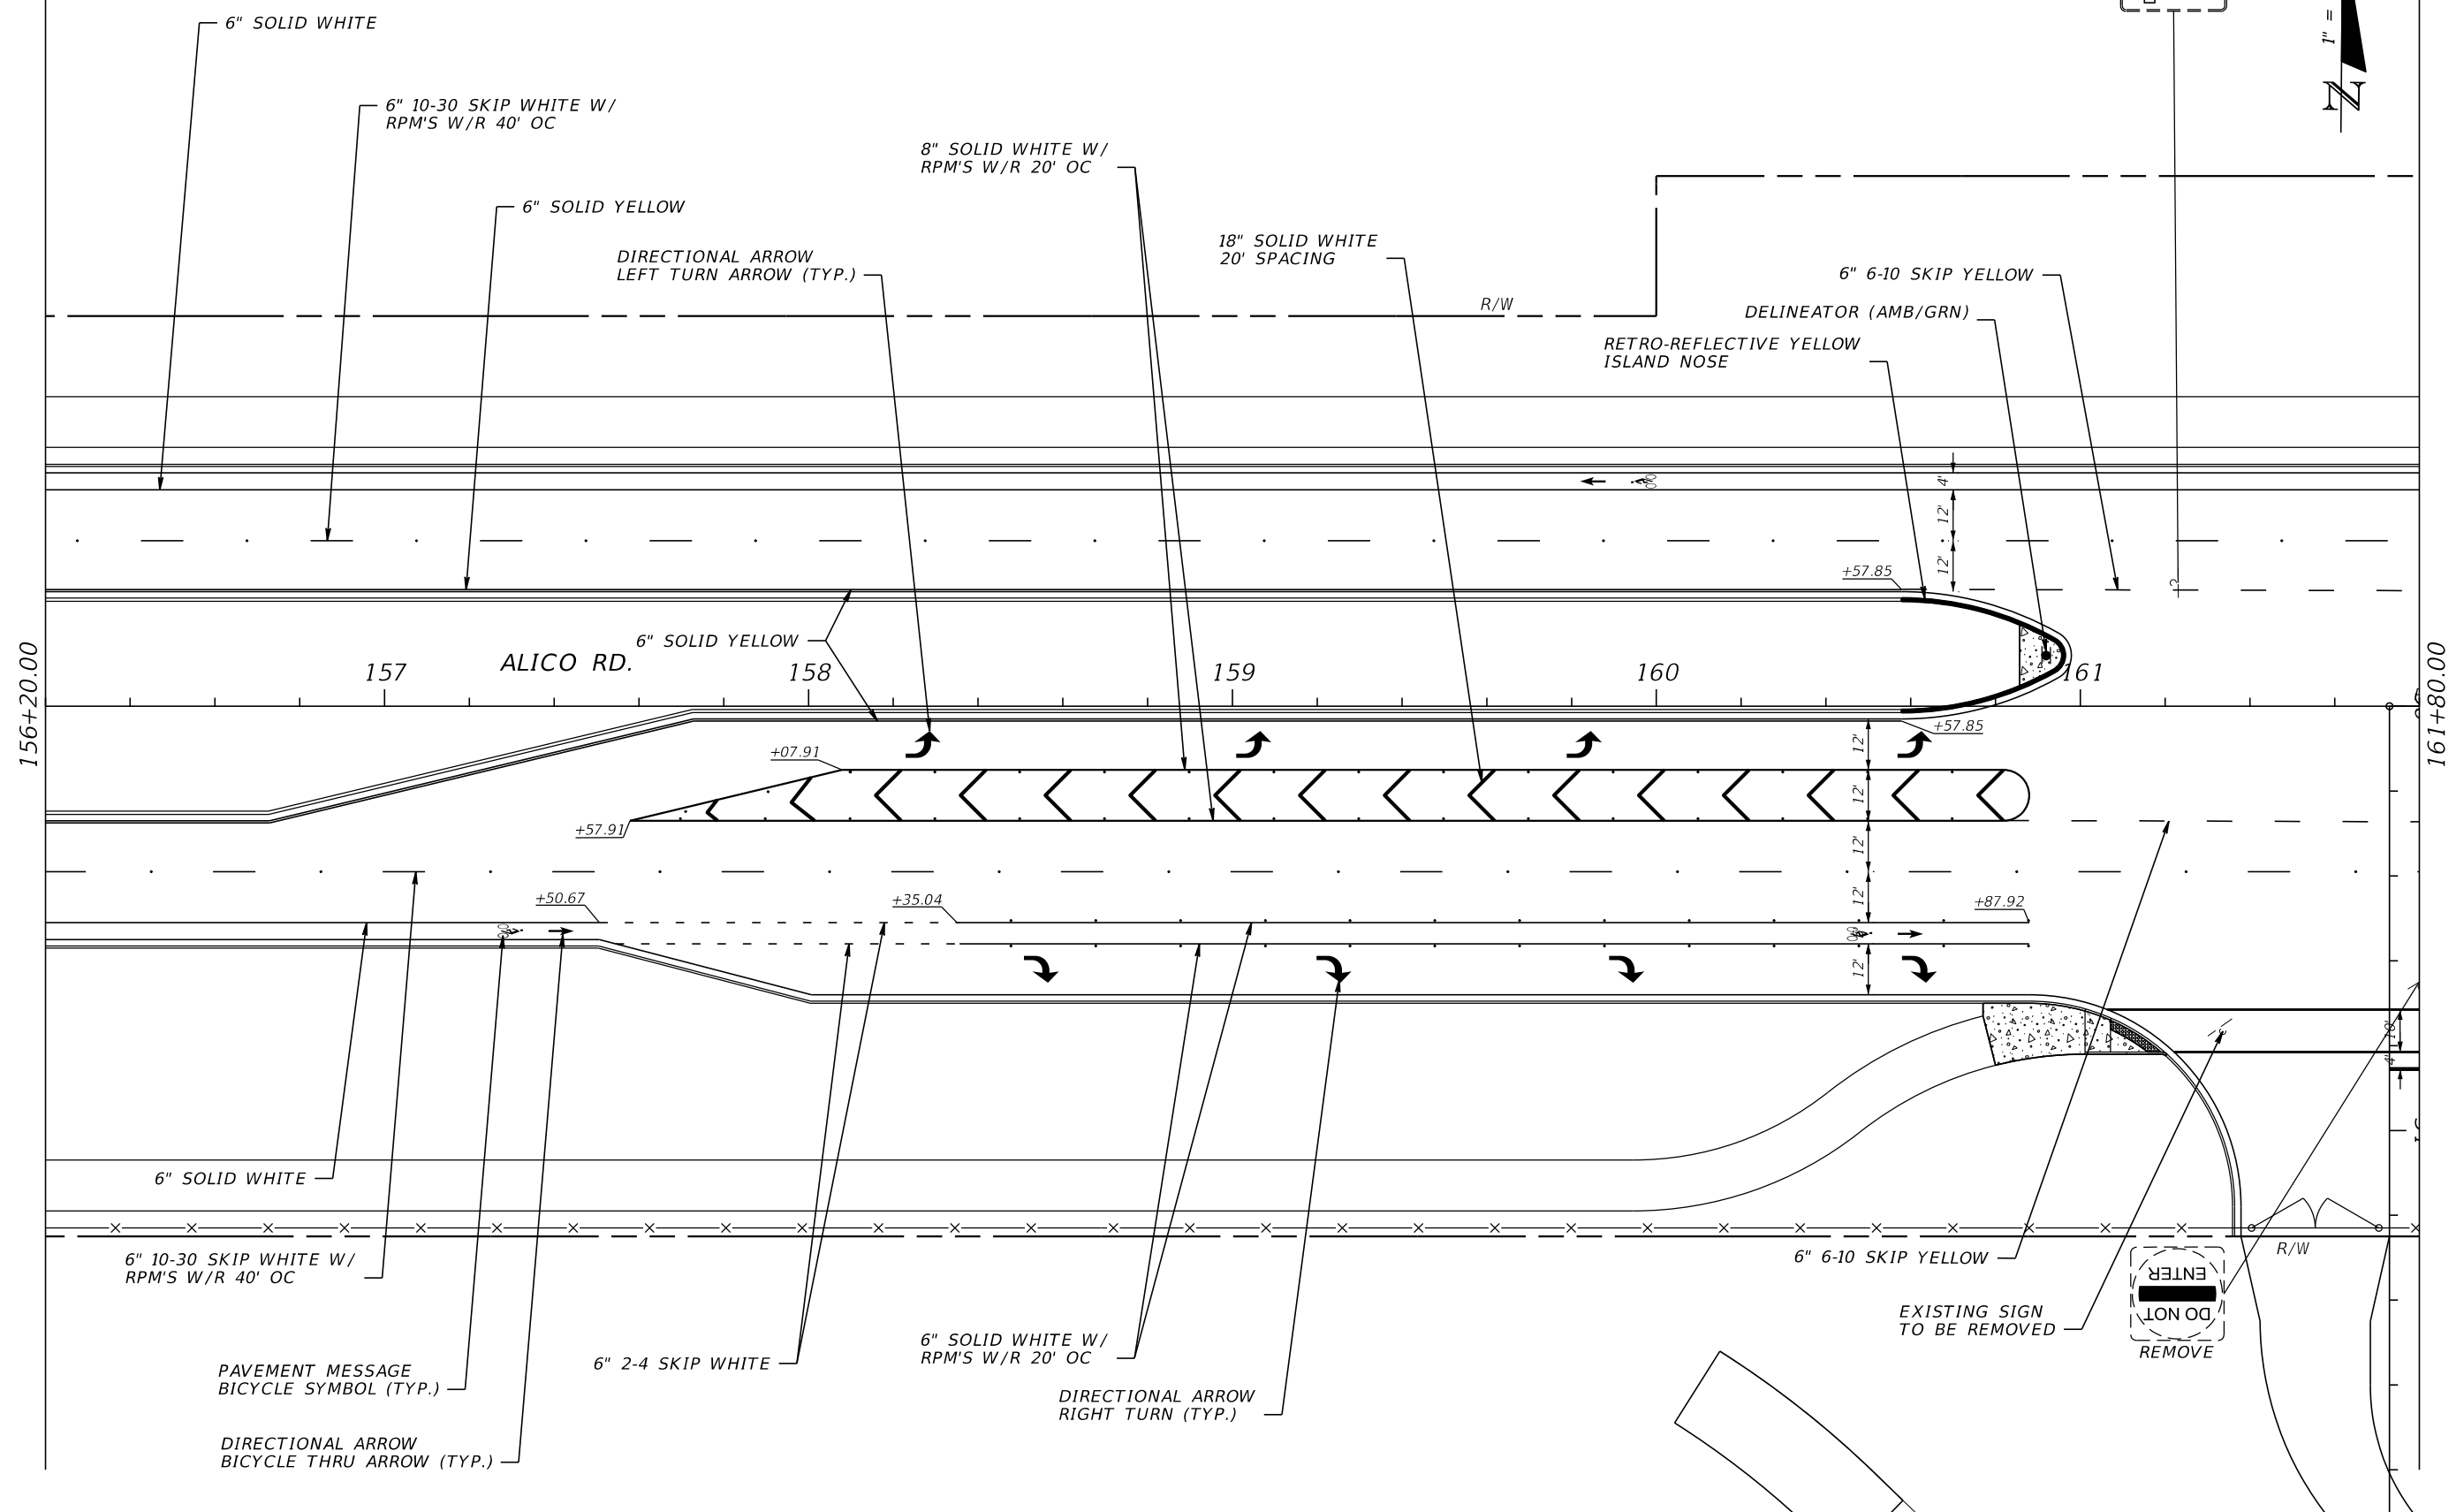 6" SOLID WHITE
1" =
N
6" 10-30 SKIP WHITE W/
RPM'S W/R 40' OC
8" SOLID WHITE W/
RPM'S W/R 20' OC
6" SOLID YELLOW
DIRECTIONAL ARROW
LEFT TURN ARROW (TYP.)
18" SOLID WHITE
20' SPACING
6" 6-10 SKIP YELLOW
R/W
DELINEATOR (AMB/GRN)
RETRO-REFLECTIVE YELLOW
ISLAND NOSE
4'
12'
12'
+57.85
6" SOLID YELLOW
ALICO RD.
156+20.00
157
158
159
160
161
161+80.00
+57.85
+07.91
12'
12'
+57.91
12'
+50.67
+35.04
12'
+87.92
12'
10'
4'
6" SOLID WHITE
6" 10-30 SKIP WHITE W/
RPM'S W/R 40' OC
6" 6-10 SKIP YELLOW
R/W
DO NOT
ENTER
REMOVE
EXISTING SIGN
TO BE REMOVED
6" SOLID WHITE W/
RPM'S W/R 20' OC
6" 2-4 SKIP WHITE
PAVEMENT MESSAGE
BICYCLE SYMBOL (TYP.)
DIRECTIONAL ARROW
RIGHT TURN (TYP.)
DIRECTIONAL ARROW
BICYCLE THRU ARROW (TYP.)